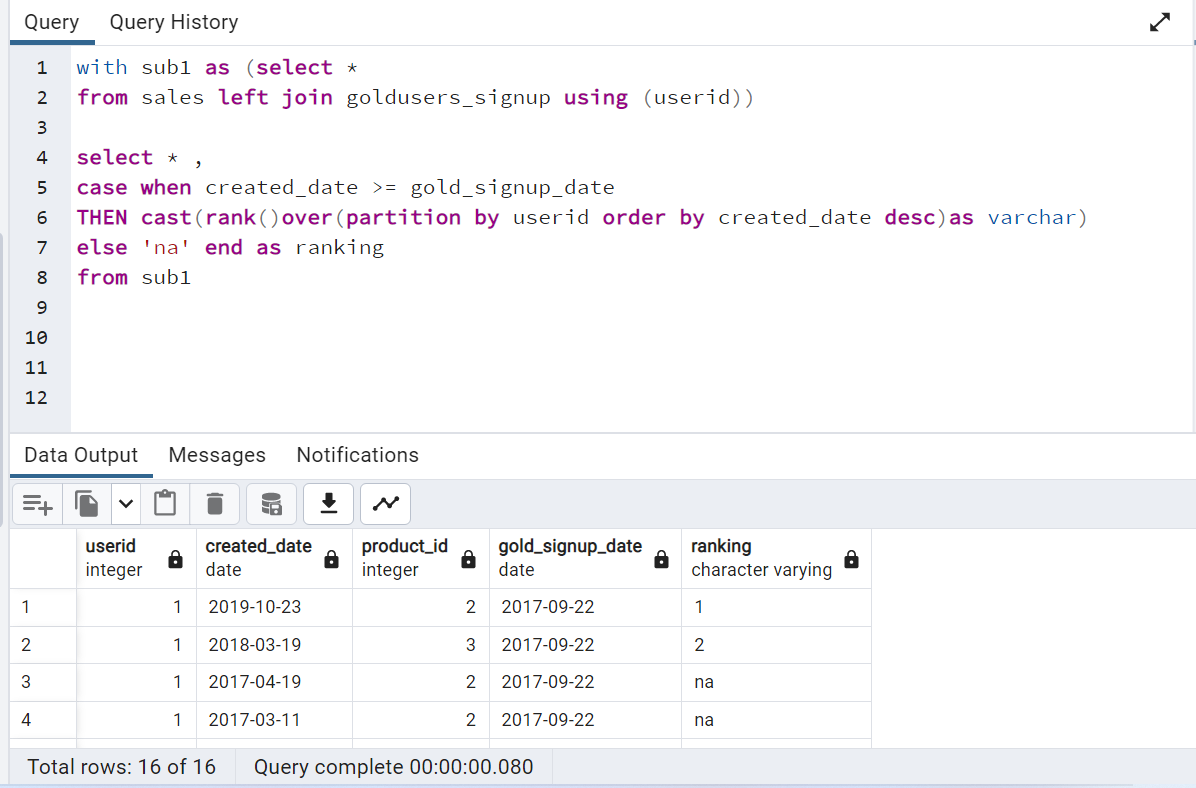 Query Query History
1 with sub1 as (select *
2 from sales left join goldusers_signup using (userid))
3
4 select * ,
5 case when created_date >= gold_signup_date
6 THEN cast(rank()over(partition by userid order by created_date desc)as varchar)
7 else 'na' end as ranking
8 from sub1
9
10
11
12
Data Output Messages Notifications
userid created_date product_id gold_signup_date ranking
integer date integer date character varying
1 1 2019-10-23 2 2017-09-22 1
2 1 2018-03-19 3 2017-09-22 2
3 1 2017-04-19 2 2017-09-22 na
4 1 2017-03-11 2 2017-09-22 na
Total rows: 16 of 16 Query complete 00:00:00.080